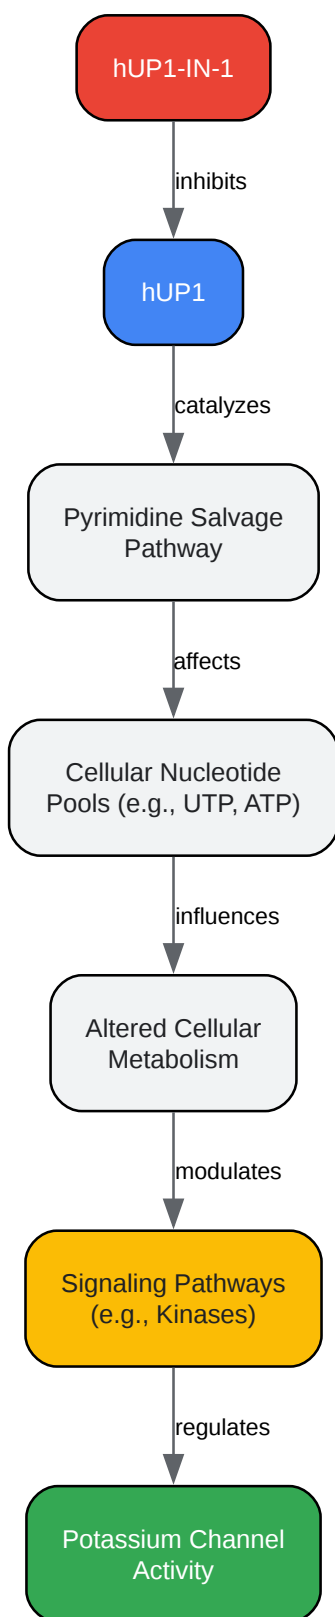 hUP1-IN-1
inhibits
hUP1
catalyzes
Pyrimidine Salvage
Pathway
affects
Cellular Nucleotide
Pools (e.g., UTP, ATP)
influences
Altered Cellular
Metabolism
modulates
Signaling Pathways
(e.g., Kinases)
regulates
Potassium Channel
Activity